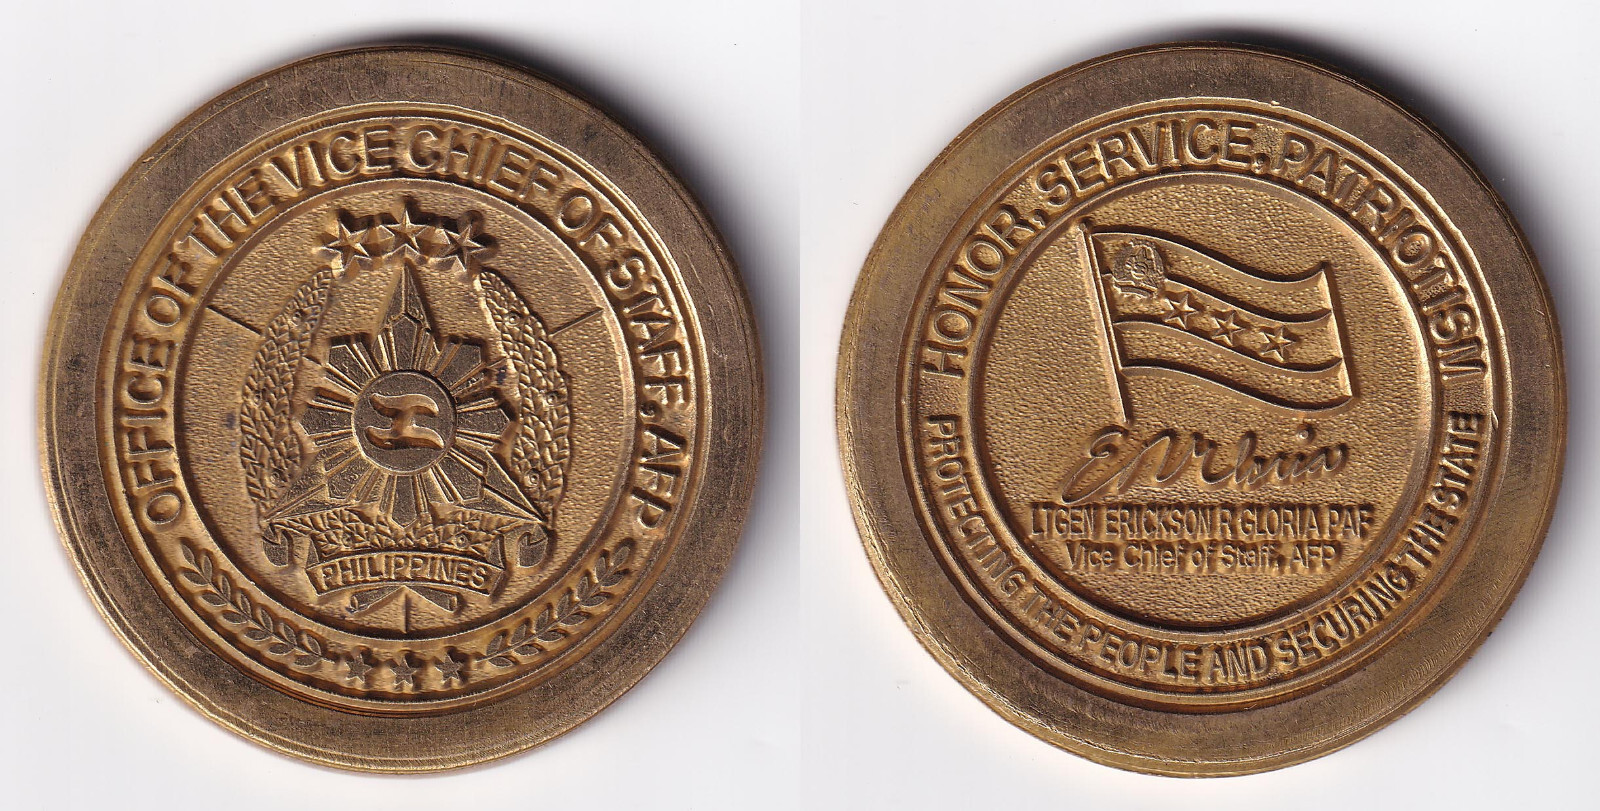 OFFICE OF THE VICE CHIEF OF STAFF, AFP
PHILIPPINES
HONOR, SERVICE, PATRIOTISM
LTGEN ERICKSON R GLORIA PAF
Vice Chief of Staff, AFP
PROTECTING THE PEOPLE AND SECURING THE STATE